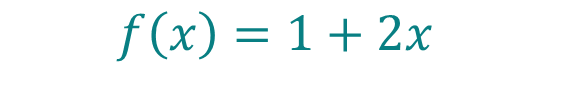 f(x) = 1 + 2x